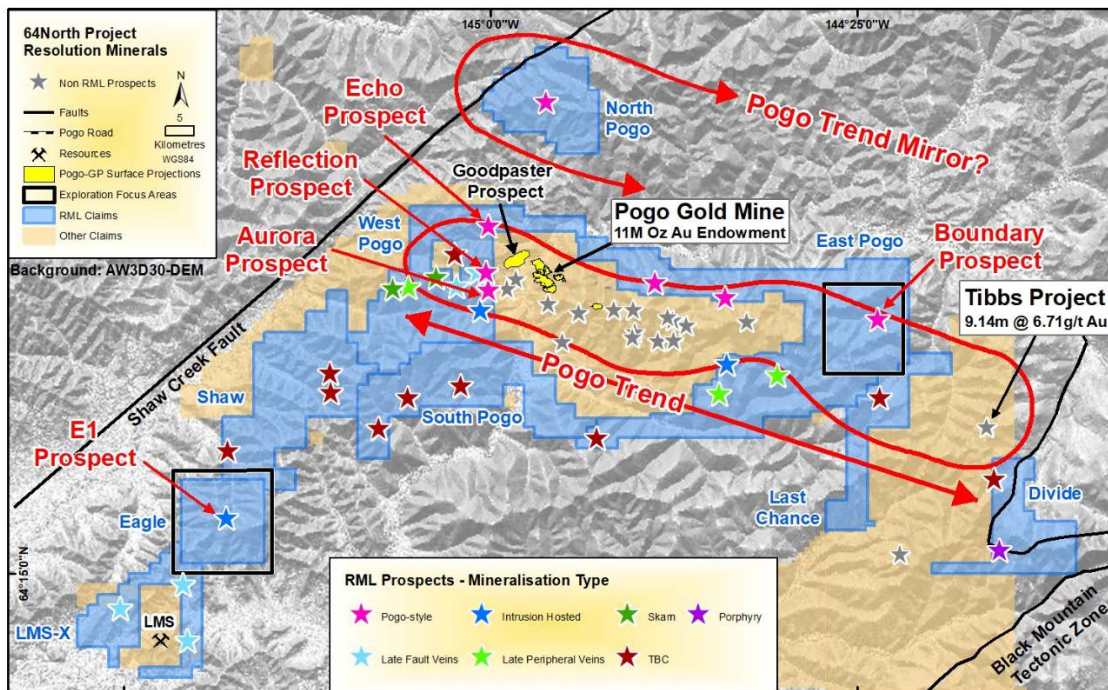 64North Project
Resolution Minerals
Non RML Prospects
N
5
Kilometres
WGS84
Faults
Pogo Road
Resources
Pogo-GP Surface Projections
Exploration Focus Areas
RML Claims
Other Claims
Background: AW3D30-DEM
145°0'0"W
144°25'0"W
Echo
Prospect
Reflection
Prospect
Aurora
Prospect
Goodpaster
Prospect
North
Pogo
Pogo Trend Mirror?
Pogo Gold Mine
11M Oz Au Endowment
West
Pogo
East Pogo
Boundary
Prospect
Tibbs Project
9.14m @ 6.71g/t Au
Shaw Creek Fault
Pogo Trend
Shaw
South Pogo
E1
Prospect
Eagle
Last
Chance
Divide
64°15'0"N
LMS-X
LMS
Black Mountain
Tectonic Zone
RML Prospects - Mineralisation Type
Pogo-style
Intrusion Hosted
Skarn
Porphyry
Late Fault Veins
Late Peripheral Veins
TBC